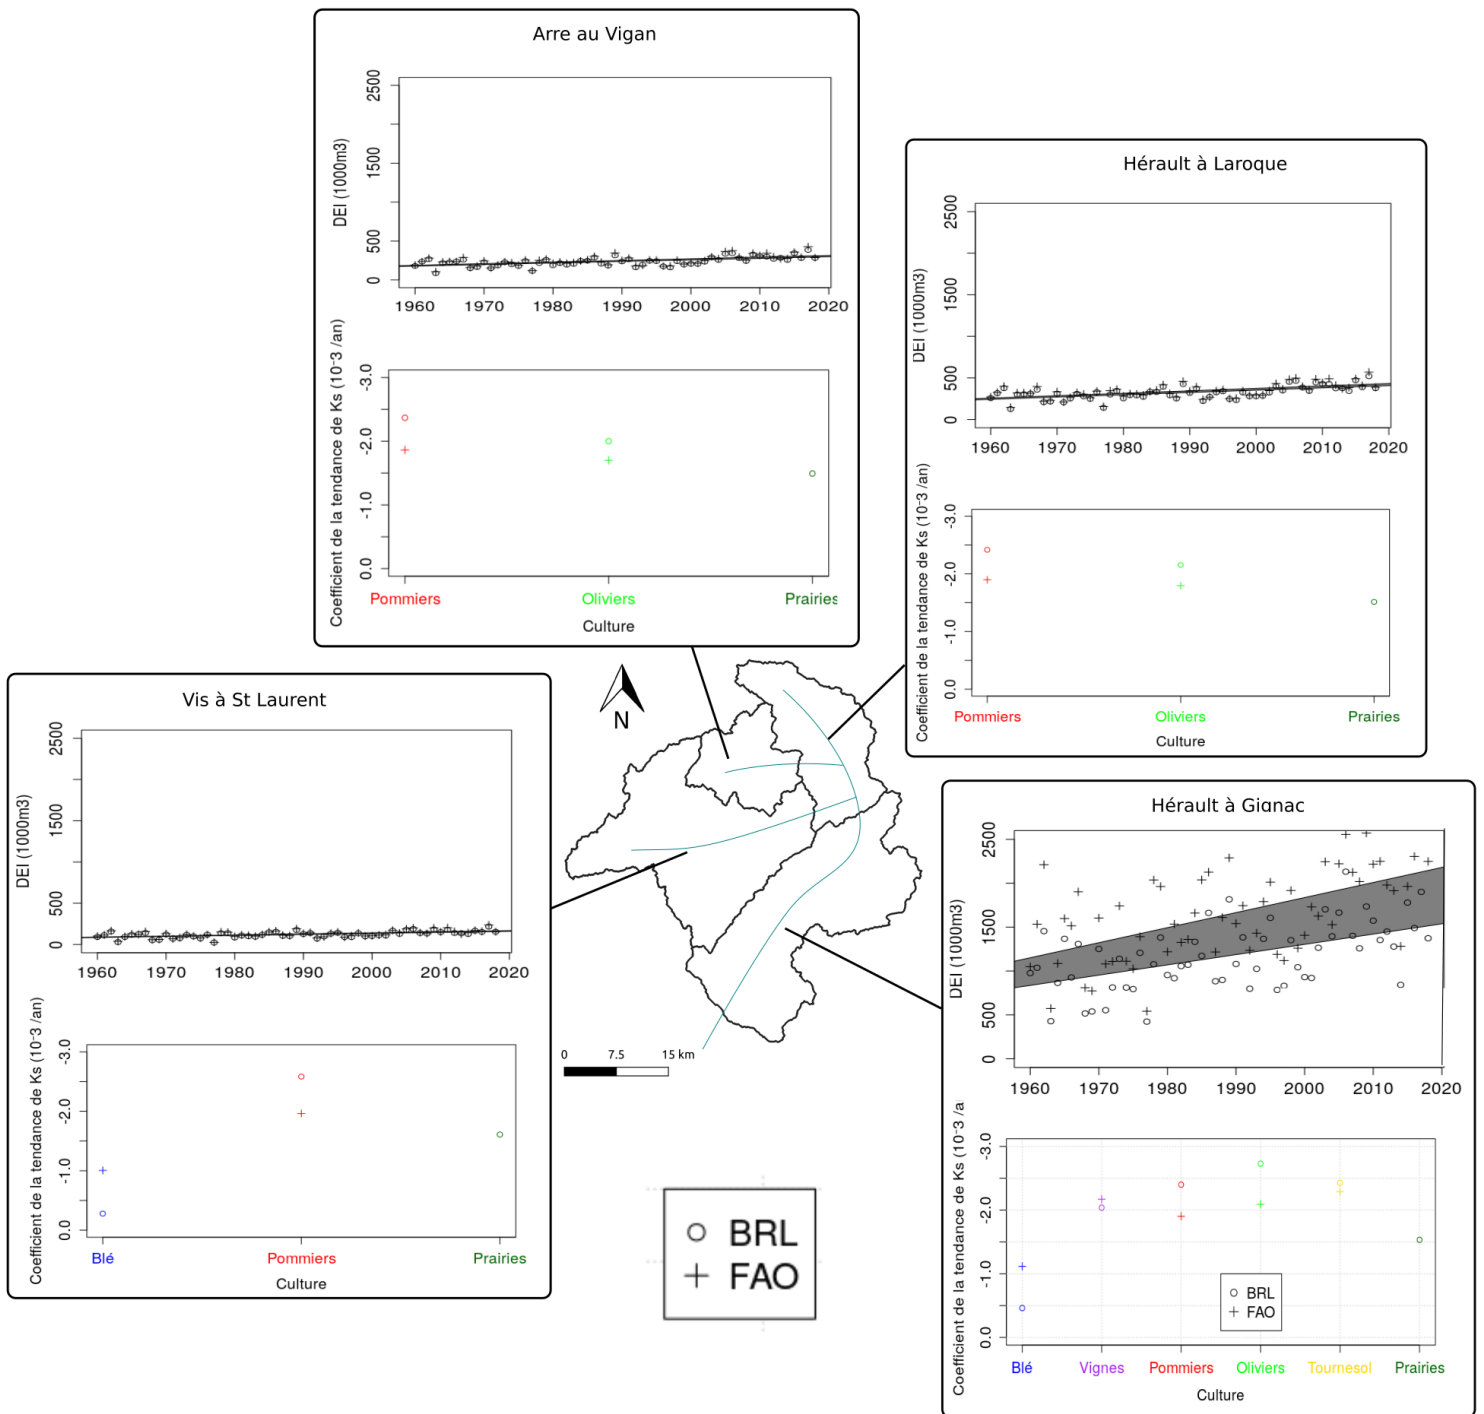 Arre au Vigan
DEI (1000m3)
2500
1500
500
0
1960 1970 1980 1990 2000 2010 2020
Coefficient de la tendance de Ks (10⁻³ /an)
-3.0
-2.0
-1.0
0.0
Pommiers Oliviers Prairies
Culture
Hérault à Laroque
DEI (1000m3)
2500
1500
500
0
1960 1970 1980 1990 2000 2010 2020
Coefficient de la tendance de Ks (10⁻³ /an)
-3.0
-2.0
-1.0
0.0
Pommiers Oliviers Prairies
Culture
Vis à St Laurent
DEI (1000m3)
2500
1500
500
0
1960 1970 1980 1990 2000 2010 2020
Coefficient de la tendance de Ks (10⁻³ /an)
-3.0
-2.0
-1.0
0.0
Blé Pommiers Prairies
Culture
N
0 7.5 15 km
Hérault à Gignac
DEI (1000m3)
2500
1500
500
0
1960 1970 1980 1990 2000 2010 2020
Coefficient de la tendance de Ks (10⁻³ /a
-3.0
-2.0
-1.0
0.0
BRL
FAO
Blé Vignes Pommiers Oliviers Tournesol Prairies
Culture
BRL
FAO